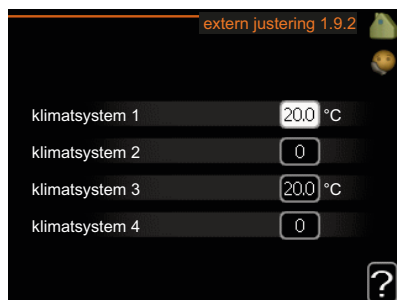 extern justering 1.9.2
klimatsystem 1 20.0 °C
klimatsystem 2 0
klimatsystem 3 20.0 °C
klimatsystem 4 0
?